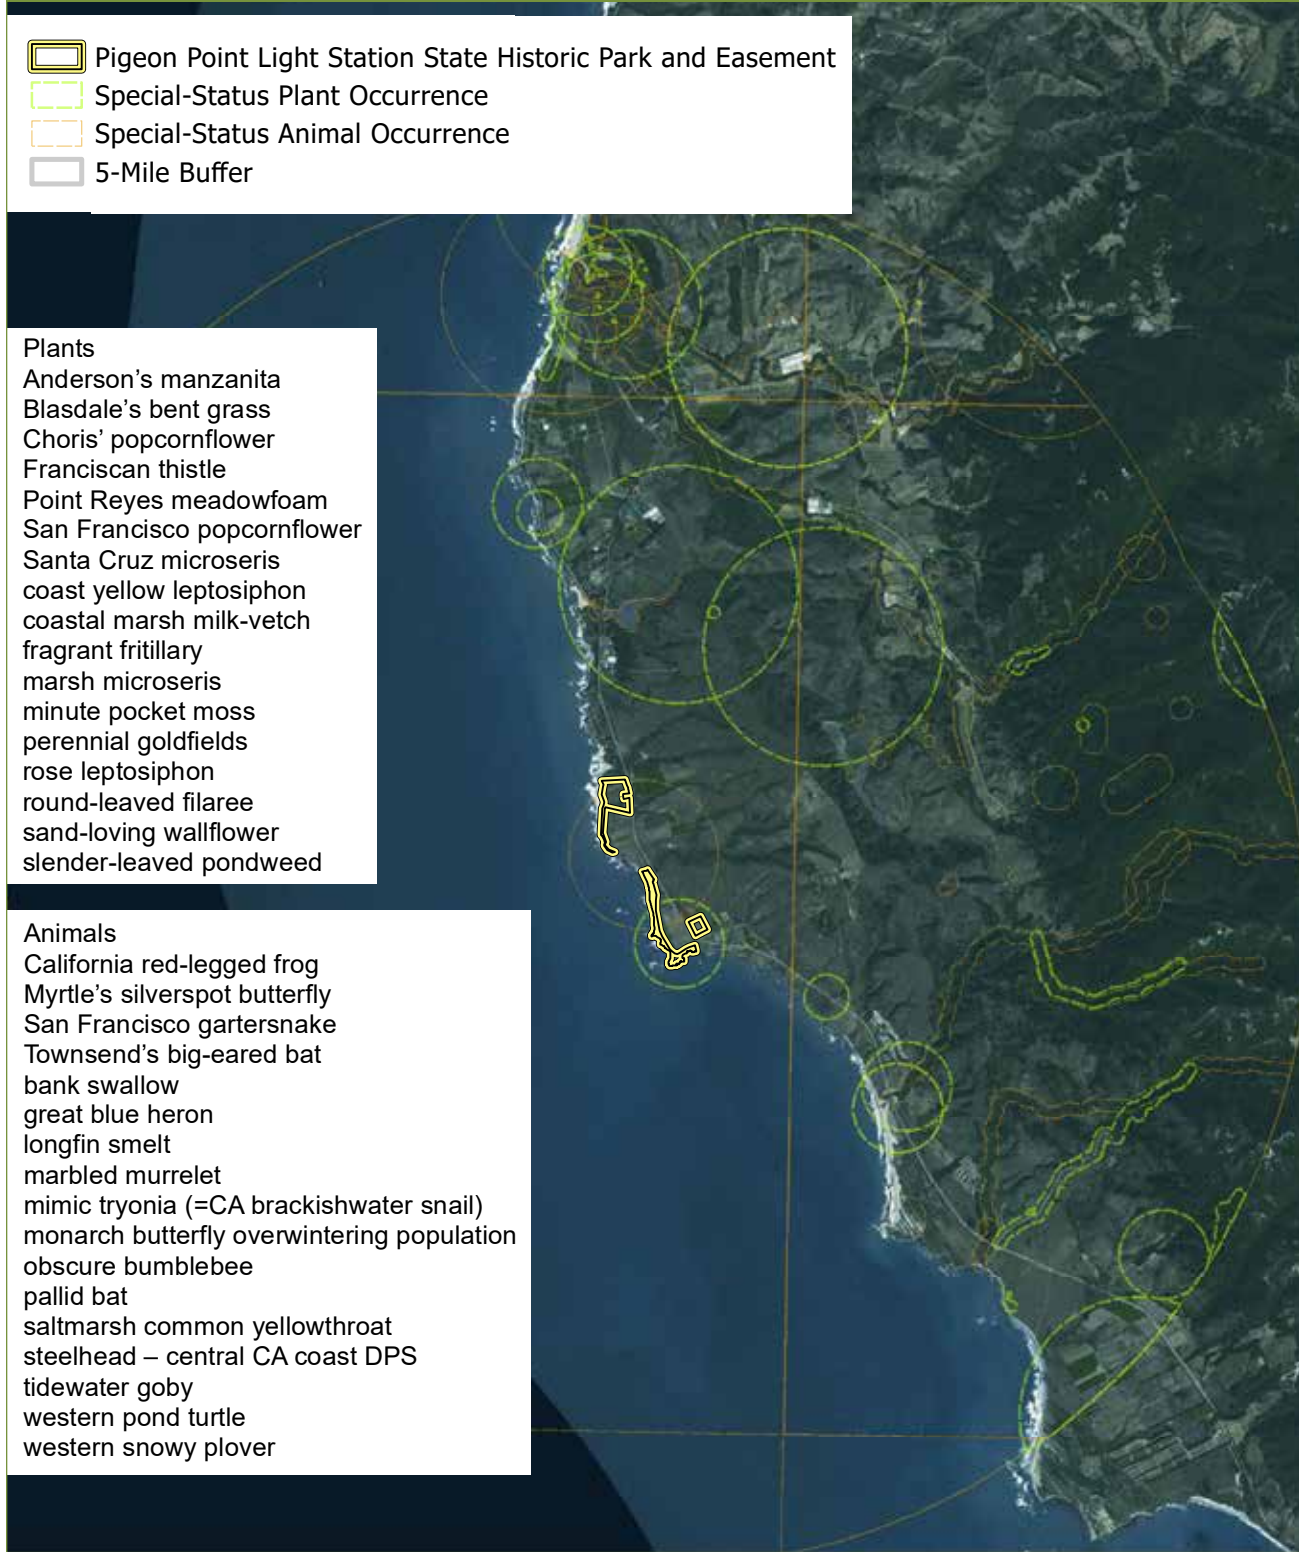 Pigeon Point Light Station State Historic Park and Easement
Special-Status Plant Occurrence
Special-Status Animal Occurrence
5-Mile Buffer
Plants
Anderson’s manzanita
Blasdale’s bent grass
Choris’ popcornflower
Franciscan thistle
Point Reyes meadowfoam
San Francisco popcornflower
Santa Cruz microseris
coast yellow leptosiphon
coastal marsh milk-vetch
fragrant fritillary
marsh microseris
minute pocket moss
perennial goldfields
rose leptosiphon
round-leaved filaree
sand-loving wallflower
slender-leaved pondweed
Animals
California red-legged frog
Myrtle’s silverspot butterfly
San Francisco gartersnake
Townsend’s big-eared bat
bank swallow
great blue heron
longfin smelt
marbled murrelet
mimic tryonia (=CA brackishwater snail)
monarch butterfly overwintering population
obscure bumblebee
pallid bat
saltmarsh common yellowthroat
steelhead – central CA coast DPS
tidewater goby
western pond turtle
western snowy plover